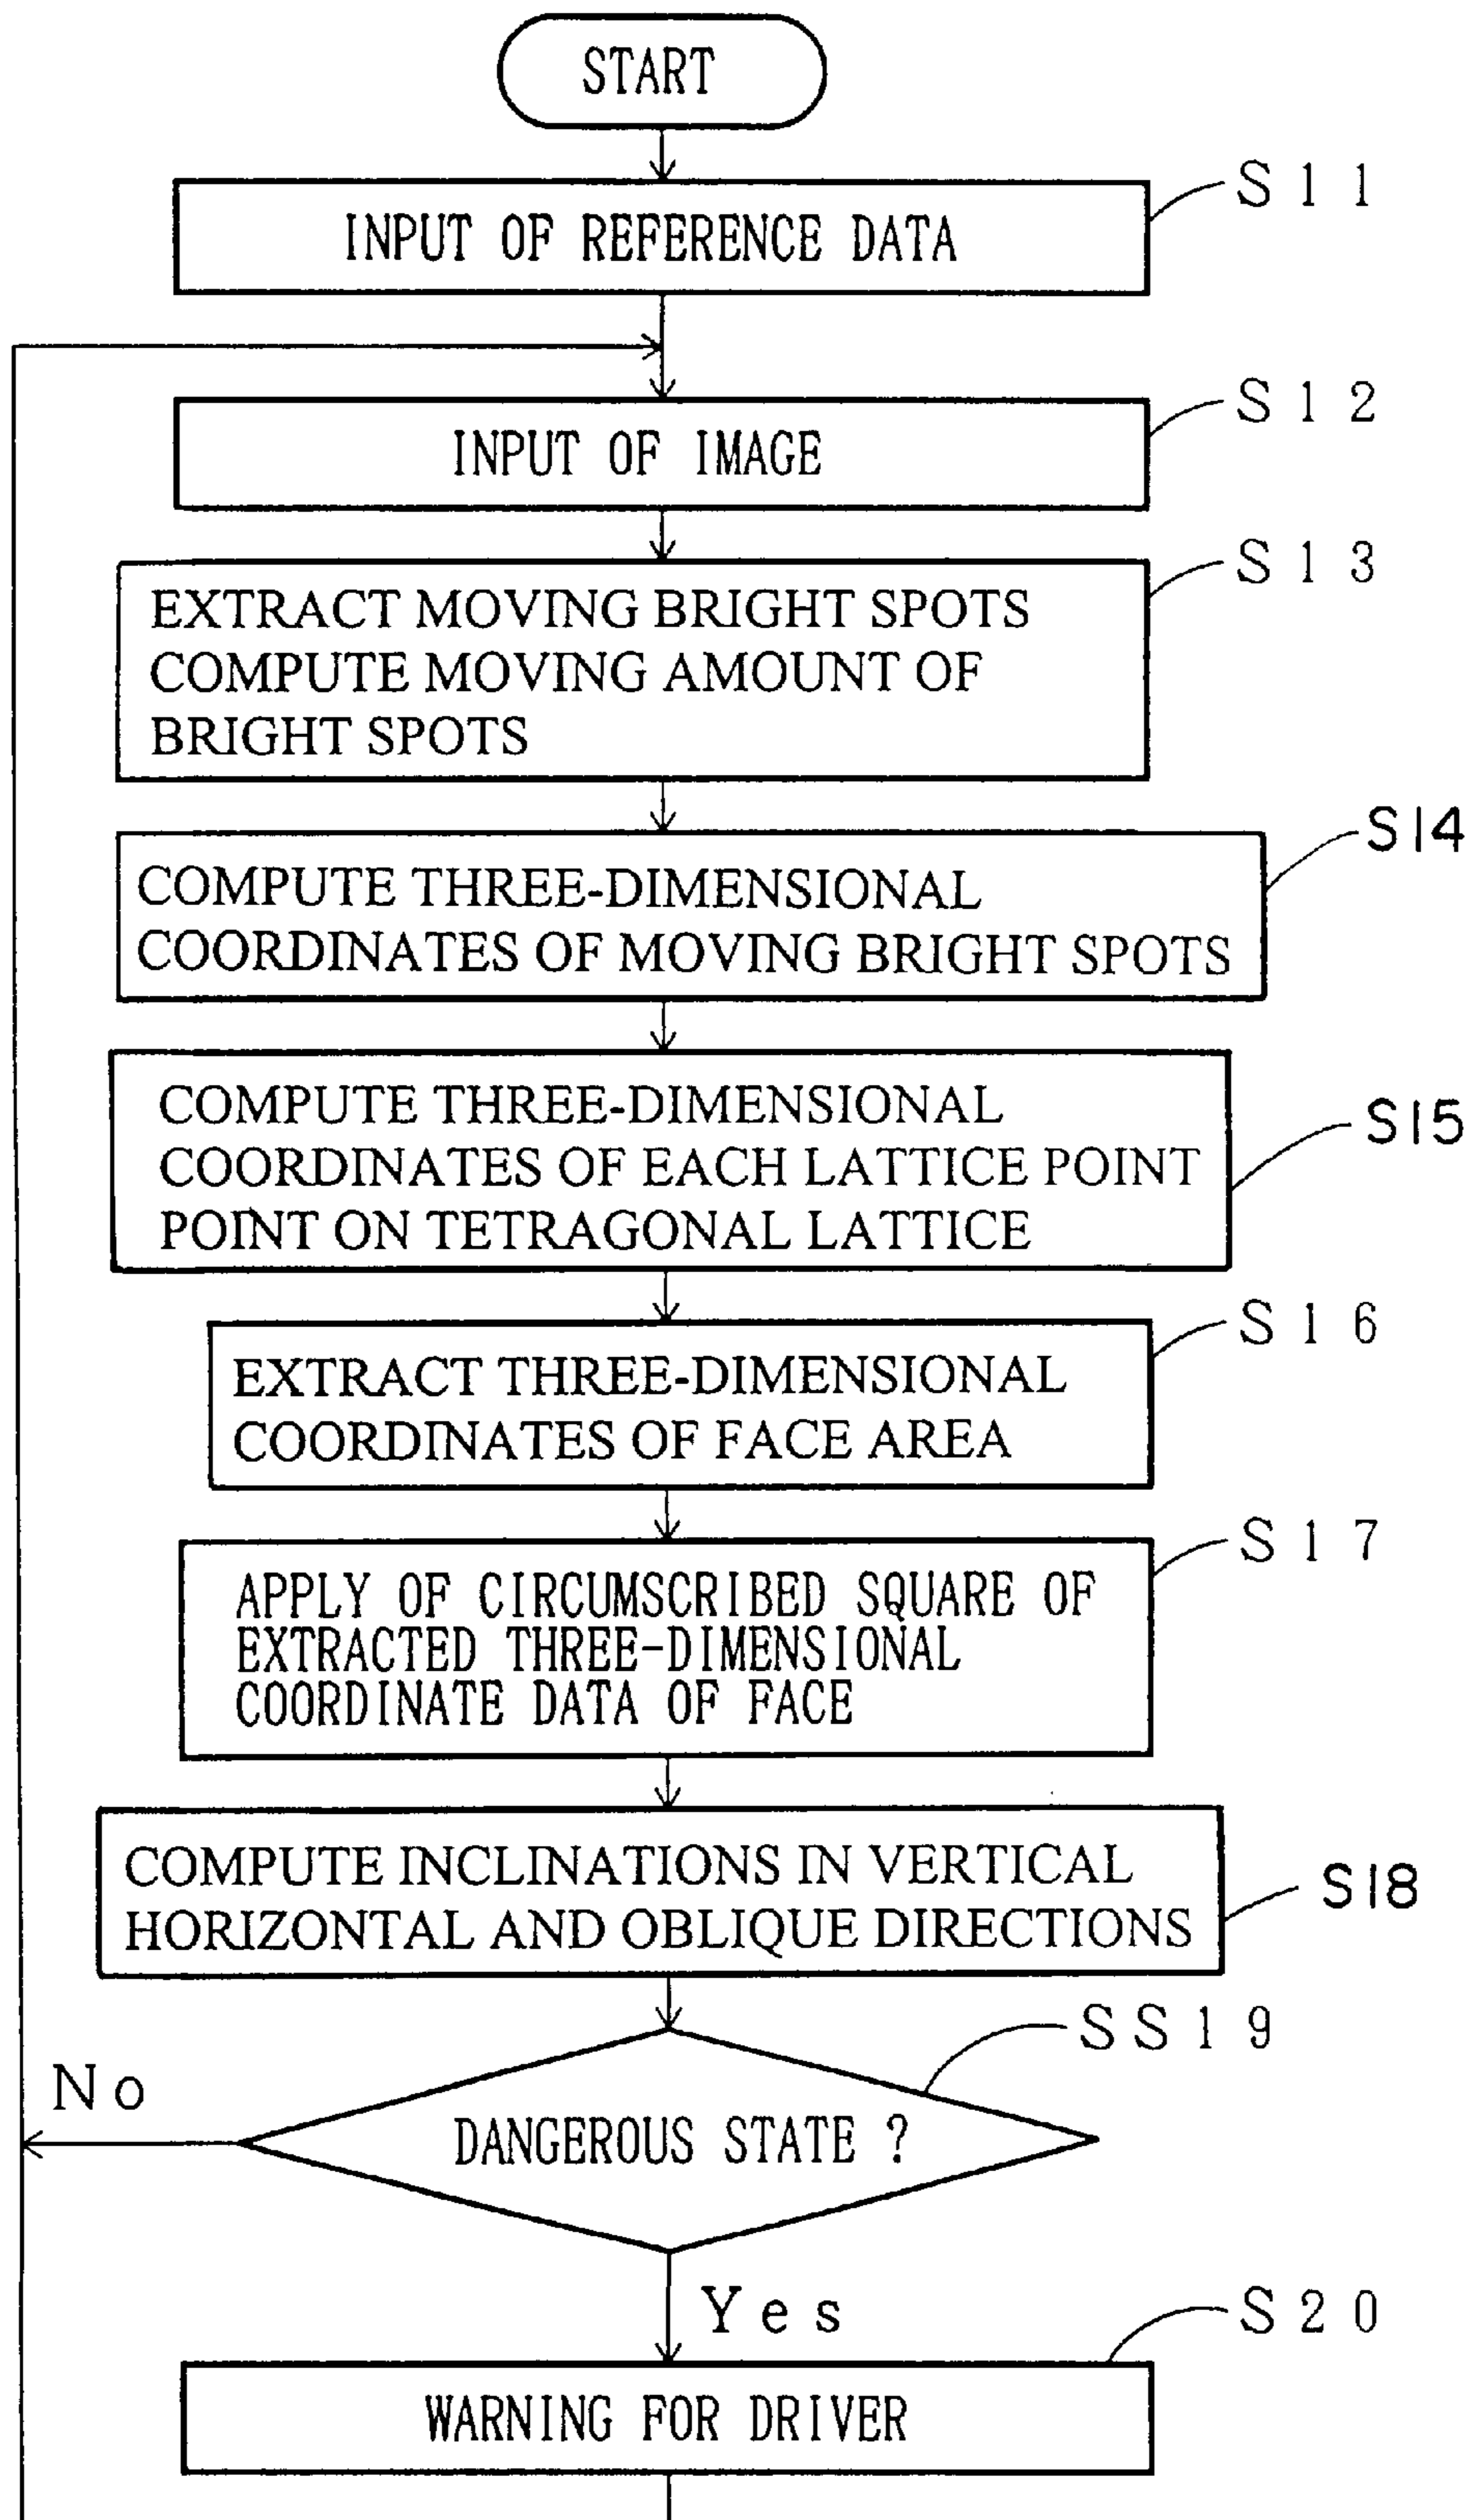 START
S11
INPUT OF REFERENCE DATA
S12
INPUT OF IMAGE
S13
EXTRACT MOVING BRIGHT SPOTS
COMPUTE MOVING AMOUNT OF
BRIGHT SPOTS
S14
COMPUTE THREE-DIMENSIONAL
COORDINATES OF MOVING BRIGHT SPOTS
S15
COMPUTE THREE-DIMENSIONAL
COORDINATES OF EACH LATTICE POINT
POINT ON TETRAGONAL LATTICE
S16
EXTRACT THREE-DIMENSIONAL
COORDINATES OF FACE AREA
S17
APPLY OF CIRCUMSCRIBED SQUARE OF
EXTRACTED THREE-DIMENSIONAL
COORDINATE DATA OF FACE
S18
COMPUTE INCLINATIONS IN VERTICAL
HORIZONTAL AND OBLIQUE DIRECTIONS
SS19
No
DANGEROUS STATE ?
Yes
S20
WARNING FOR DRIVER